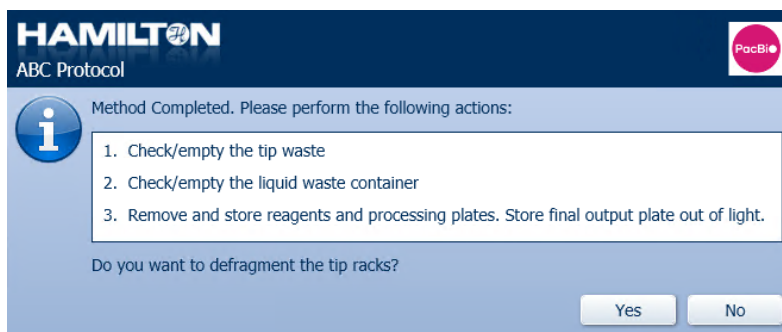 HAMILTON
PacBi
ABC Protocol
Method Completed. Please perform the following actions:
1. Check/empty the tip waste
2. Check/empty the liquid waste container
3. Remove and store reagents and processing plates. Store final output plate out of light.
Do you want to defragment the tip racks?
Yes No